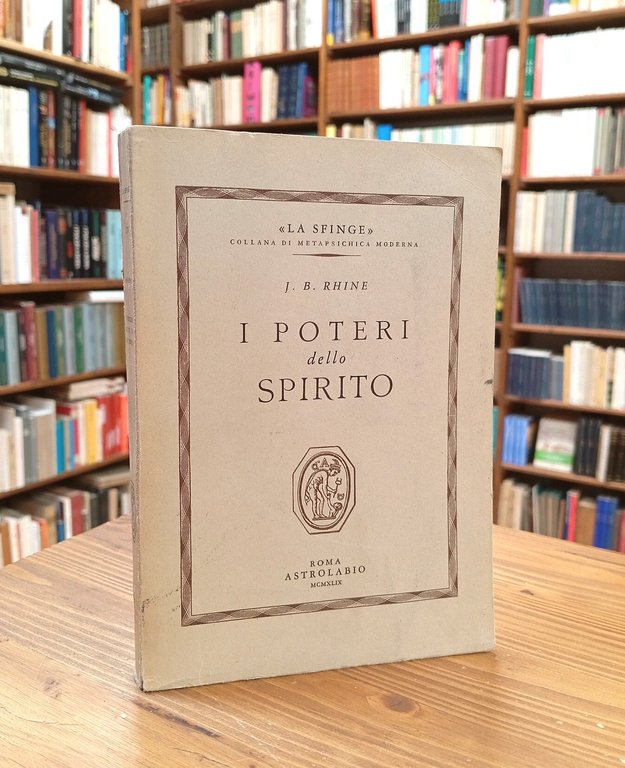 «LA SFINGE»
COLLANA DI METAPSICHICA MODERNA
J. B. RHINE
I POTERI
dello
SPIRITO
ROMA
ASTROLABIO
MCMXLIX